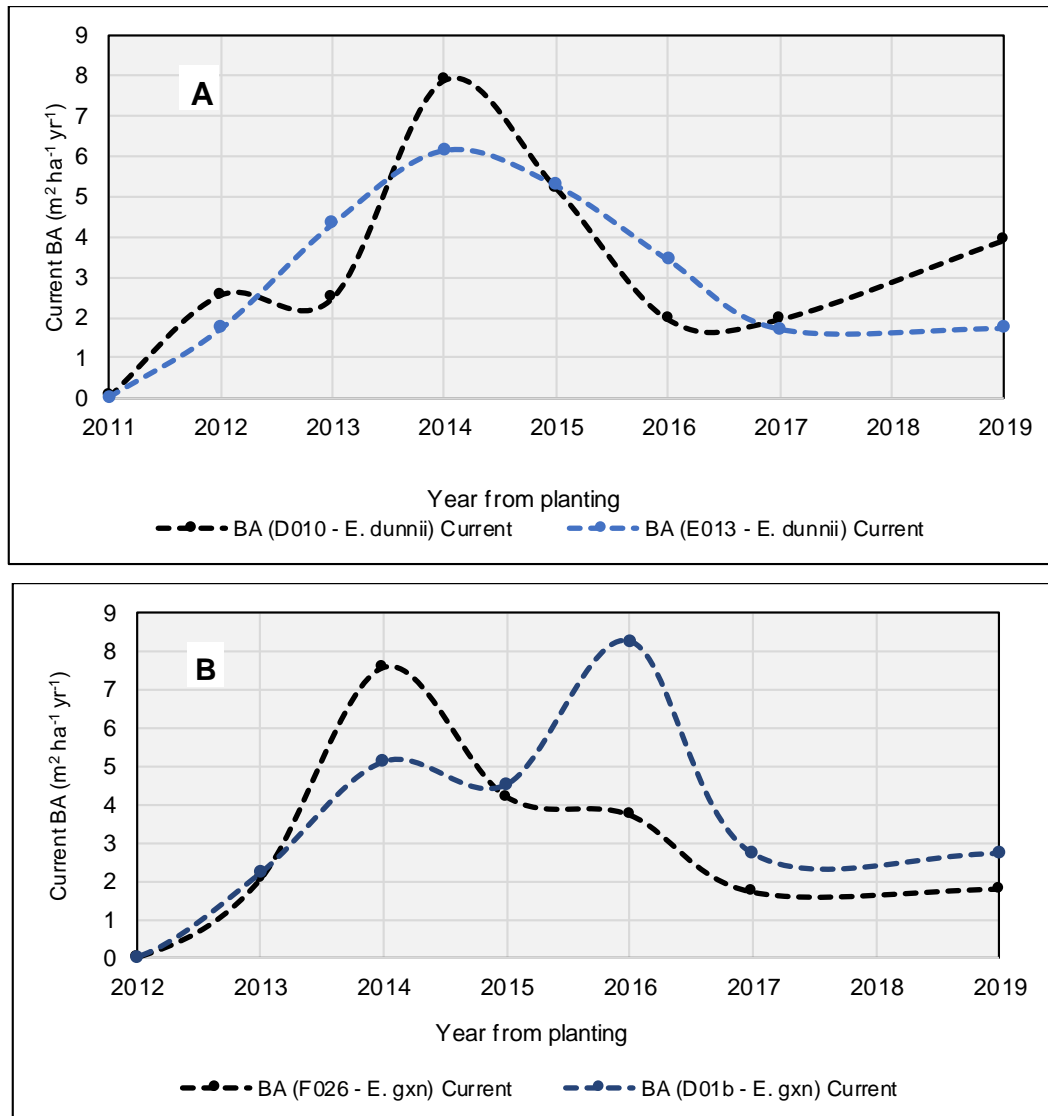 A
Current BA (m² ha⁻¹ yr⁻¹)
9
8
7
6
5
4
3
2
1
0
2011 2012 2013 2014 2015 2016 2017 2018 2019
Year from planting
BA (D010 - E. dunnii) Current BA (E013 - E. dunnii) Current
B
Current BA (m² ha⁻¹ yr⁻¹)
9
8
7
6
5
4
3
2
1
0
2012 2013 2014 2015 2016 2017 2018 2019
Year from planting
BA (F026 - E. gxn) Current BA (D01b - E. gxn) Current